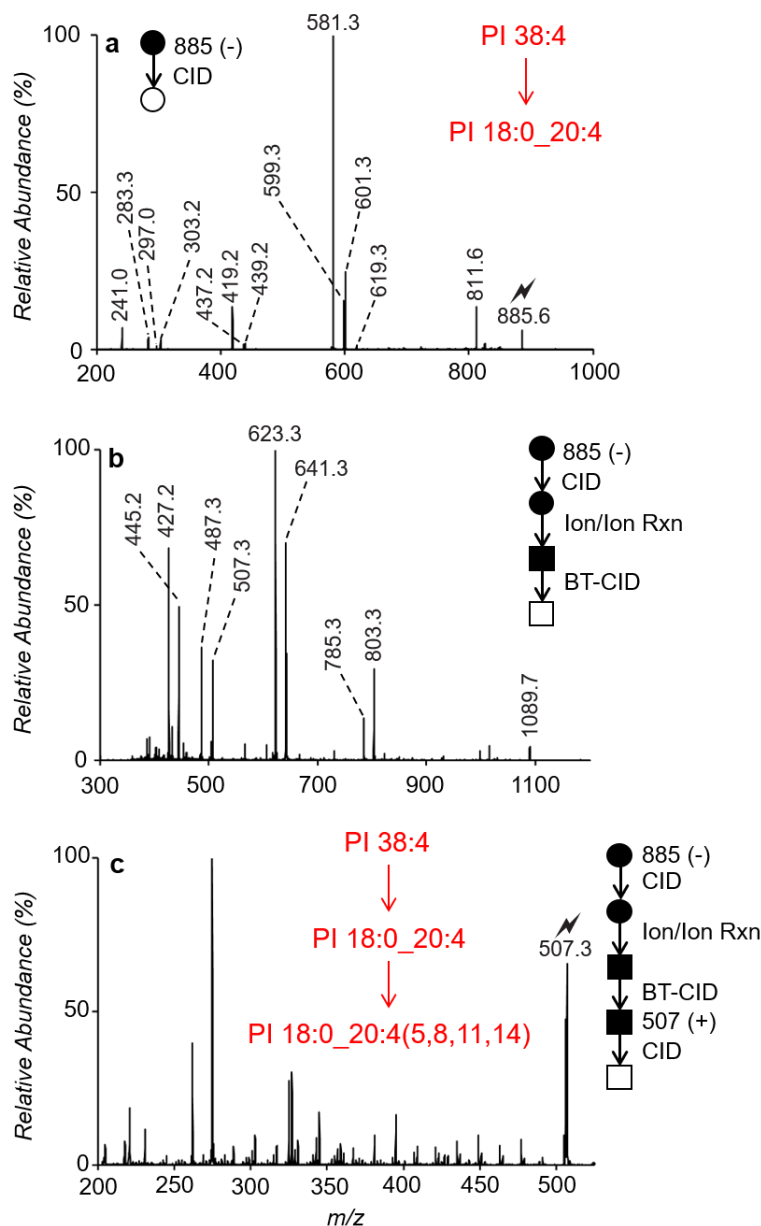 a
885 (-)
CID
581.3
PI 38:4
PI 18:0_20:4
283.3
297.0
303.2
241.0
437.2
419.2
439.2
599.3
601.3
619.3
811.6
885.6
Relative Abundance (%)
100
50
0
200 400 600 800 1000
b
623.3
641.3
445.2
427.2
487.3
507.3
785.3
803.3
1089.7
885 (-)
CID
Ion/Ion Rxn
BT-CID
Relative Abundance (%)
100
50
0
300 500 700 900 1100
c
PI 38:4
PI 18:0_20:4
PI 18:0_20:4(5,8,11,14)
507.3
885 (-)
CID
Ion/Ion Rxn
BT-CID
507 (+)
CID
Relative Abundance (%)
100
50
0
200 250 300 350 400 450 500
m/z